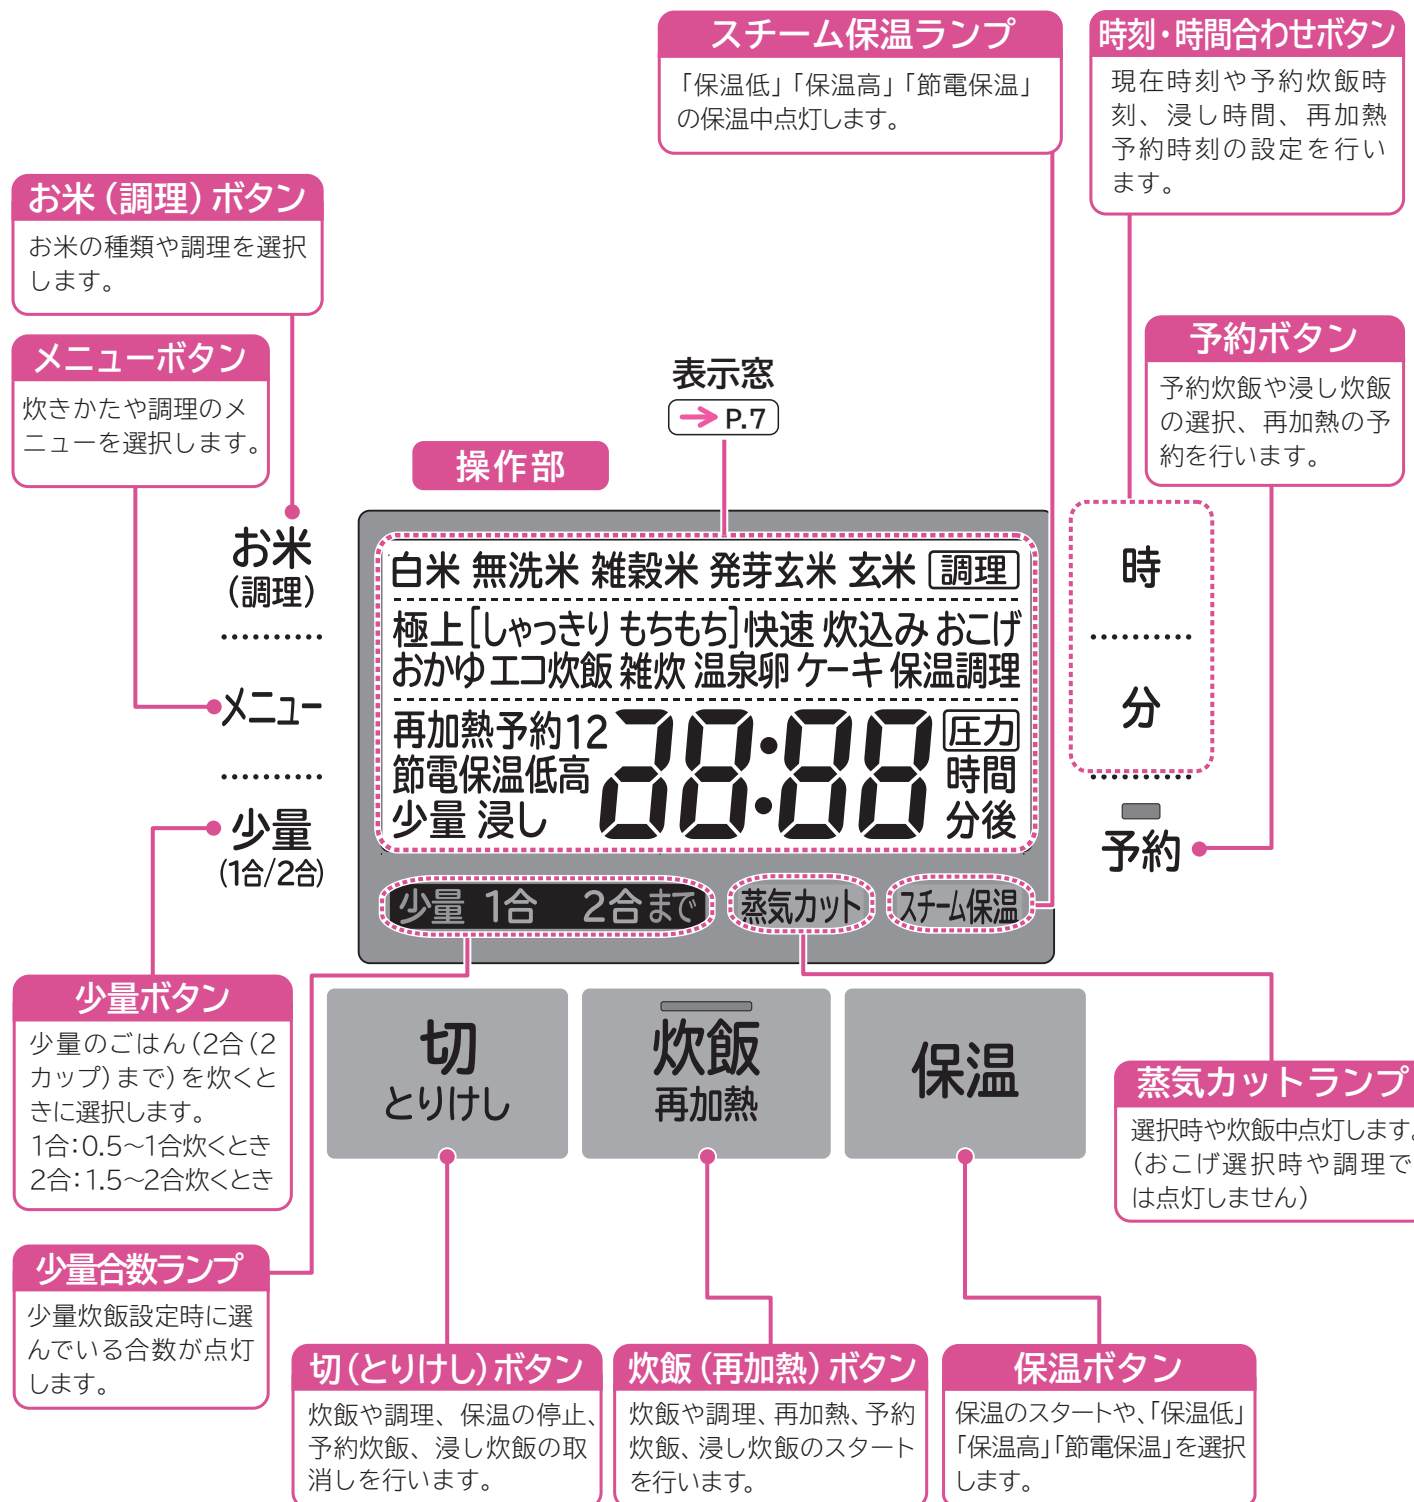 スチーム保温ランプ
「保温低」「保温高」「節電保温」
の保温中点灯します。
時刻・時間合わせボタン
現在時刻や予約炊飯時
刻、浸し時間、再加熱
予約時刻の設定を行い
ます。
お米(調理)ボタン
お米の種類や調理を選択
します。
メニューボタン
炊きかたや調理のメ
ニューを選択します。
表示窓
→ P.7
予約ボタン
予約炊飯や浸し炊飯
の選択、再加熱の予
約を行います。
操作部
お米
(調理)
メニュー
少量
(1合/2合)
白米 無洗米 雑穀米 発芽玄米 玄米 調理
極上[しゃっきり もちもち]快速 炊込み おこげ
おかゆ エコ炊飯 雑炊 温泉卵 ケーキ 保温調理
再加熱予約12
節電保温低高
少量 浸し
38:88
圧力
時間
分後
時
分
予約
少量 1合 2合まで
蒸気カット
スチーム保温
切
とりけし
炊飯
再加熱
保温
少量ボタン
少量のごはん(2合(2
カップ)まで)を炊くと
きに選択します。
1合:0.5~1合炊くとき
2合:1.5~2合炊くとき
蒸気カットランプ
選択時や炊飯中点灯します。
(おこげ選択時や調理で
は点灯しません)
少量合数ランプ
少量炊飯設定時に選
んでいる合数が点灯
します。
切(とりけし)ボタン
炊飯や調理、保温の停止、
予約炊飯、浸し炊飯の取
消しを行います。
炊飯(再加熱)ボタン
炊飯や調理、再加熱、予約
炊飯、浸し炊飯のスタート
を行います。
保温ボタン
保温のスタートや、「保温低」
「保温高」「節電保温」を選択
します。